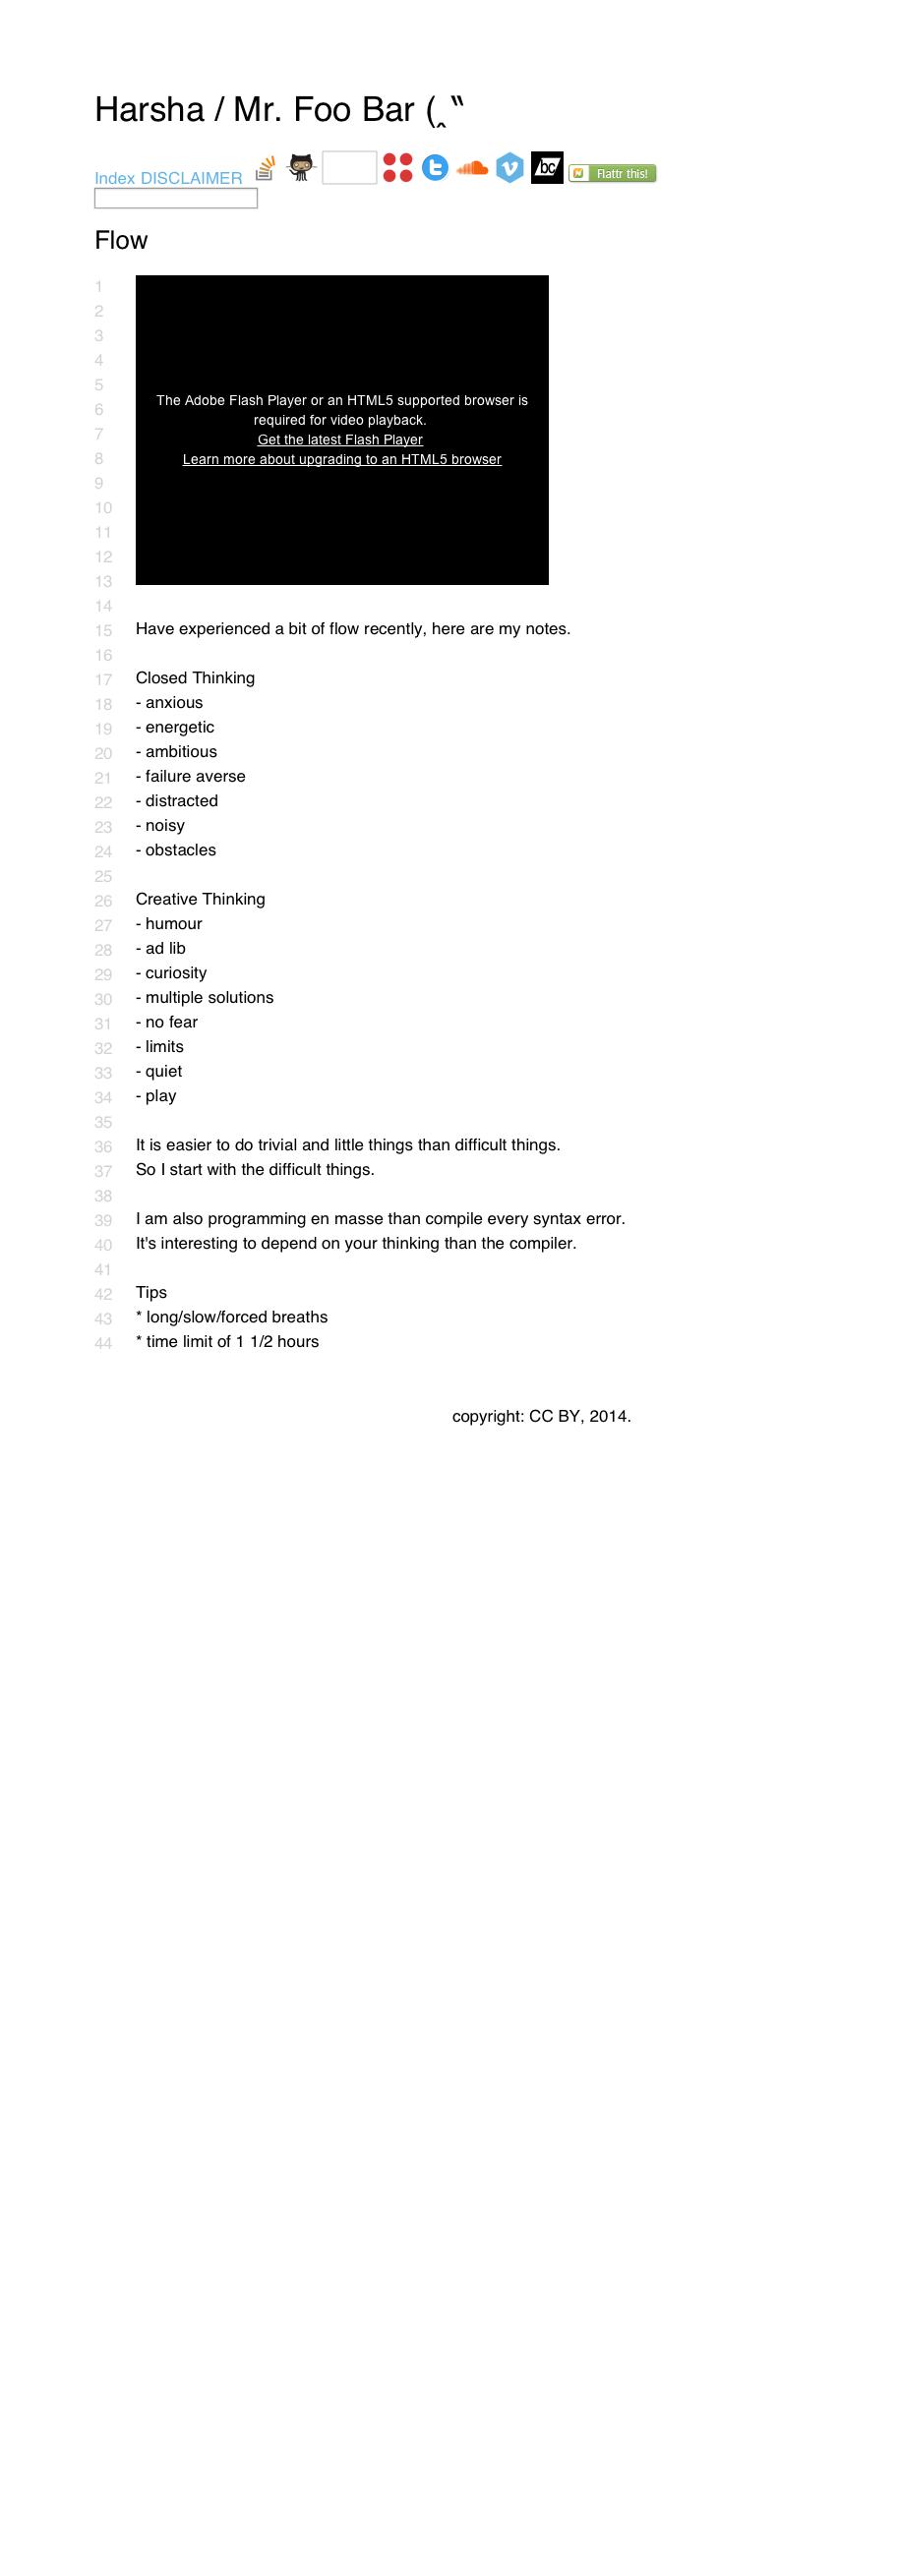 Harsha / Mr. Foo Bar (‸‶
Index DISCLAIMER bc Flattr this!
Flow
1
2
3
4
5
6
7
8
9
10
11
12
13
The Adobe Flash Player or an HTML5 supported browser is
required for video playback.
Get the latest Flash Player
Learn more about upgrading to an HTML5 browser
14
15 Have experienced a bit of flow recently, here are my notes.
16
17 Closed Thinking
18 - anxious
19 - energetic
20 - ambitious
21 - failure averse
22 - distracted
23 - noisy
24 - obstacles
25
26 Creative Thinking
27 - humour
28 - ad lib
29 - curiosity
30 - multiple solutions
31 - no fear
32 - limits
33 - quiet
34 - play
35
36 It is easier to do trivial and little things than difficult things.
37 So I start with the difficult things.
38
39 I am also programming en masse than compile every syntax error.
40 It's interesting to depend on your thinking than the compiler.
41
42 Tips
43 * long/slow/forced breaths
44 * time limit of 1 1/2 hours
copyright: CC BY, 2014.